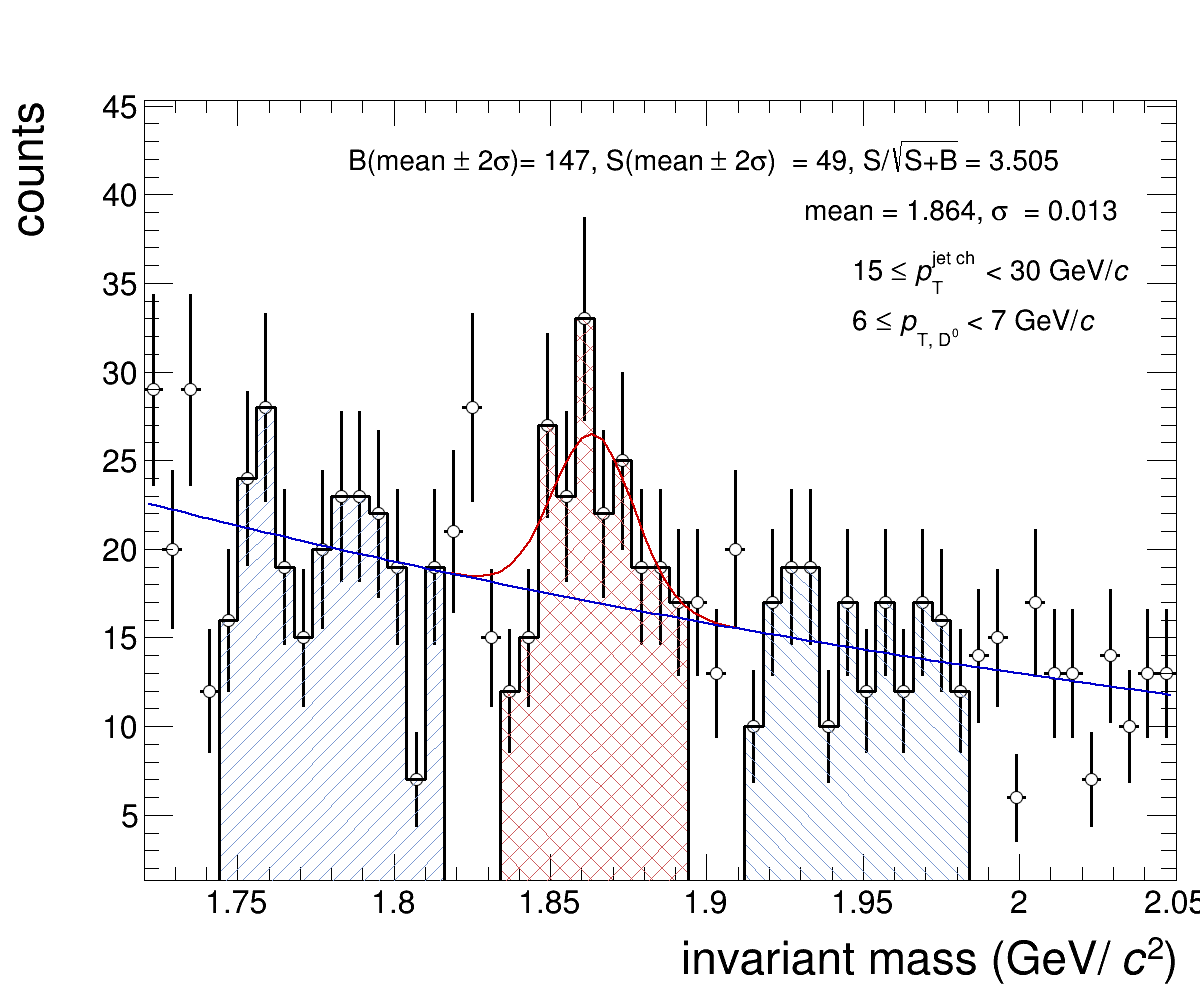 counts
45
40
35
30
25
20
15
10
5
B(mean ± 2σ)= 147, S(mean ± 2σ) = 49, S/√S+B = 3.505
mean = 1.864, σ = 0.013
15 ≤ p_T^jet ch < 30 GeV/c
6 ≤ p_T, D⁰ < 7 GeV/c
1.75 1.8 1.85 1.9 1.95 2 2.05
invariant mass (GeV/ c²)